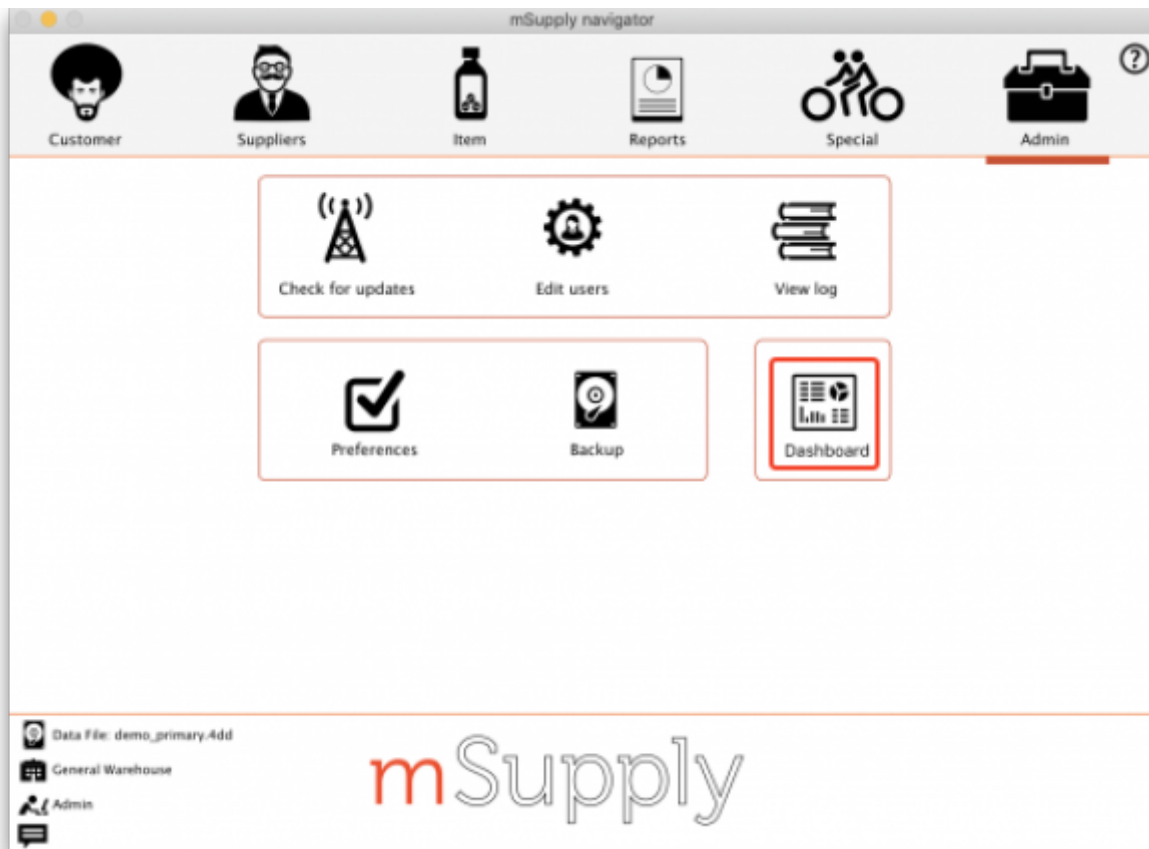 mSupply navigator
?
Customer Suppliers Item Reports Special Admin
Check for updates Edit users View log
Preferences Backup Dashboard
Data File: demo_primary.4dd
General Warehouse
Admin
mSupply